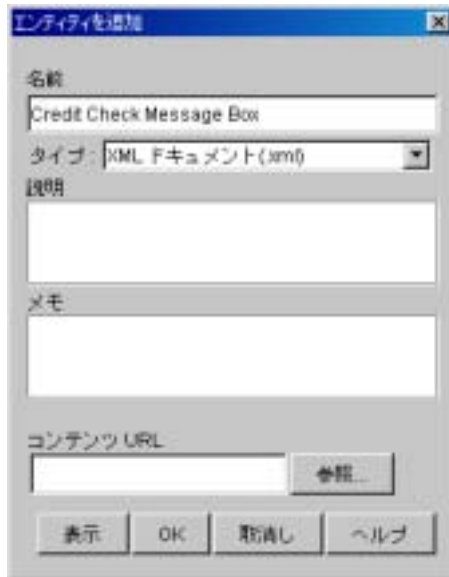 エンティティを追加
名前
Credit Check Message Box
タイプ : XML ドキュメント(.xml)
説明
メモ
コンテンツ URL
参照...
表示 OK 取消し ヘルプ